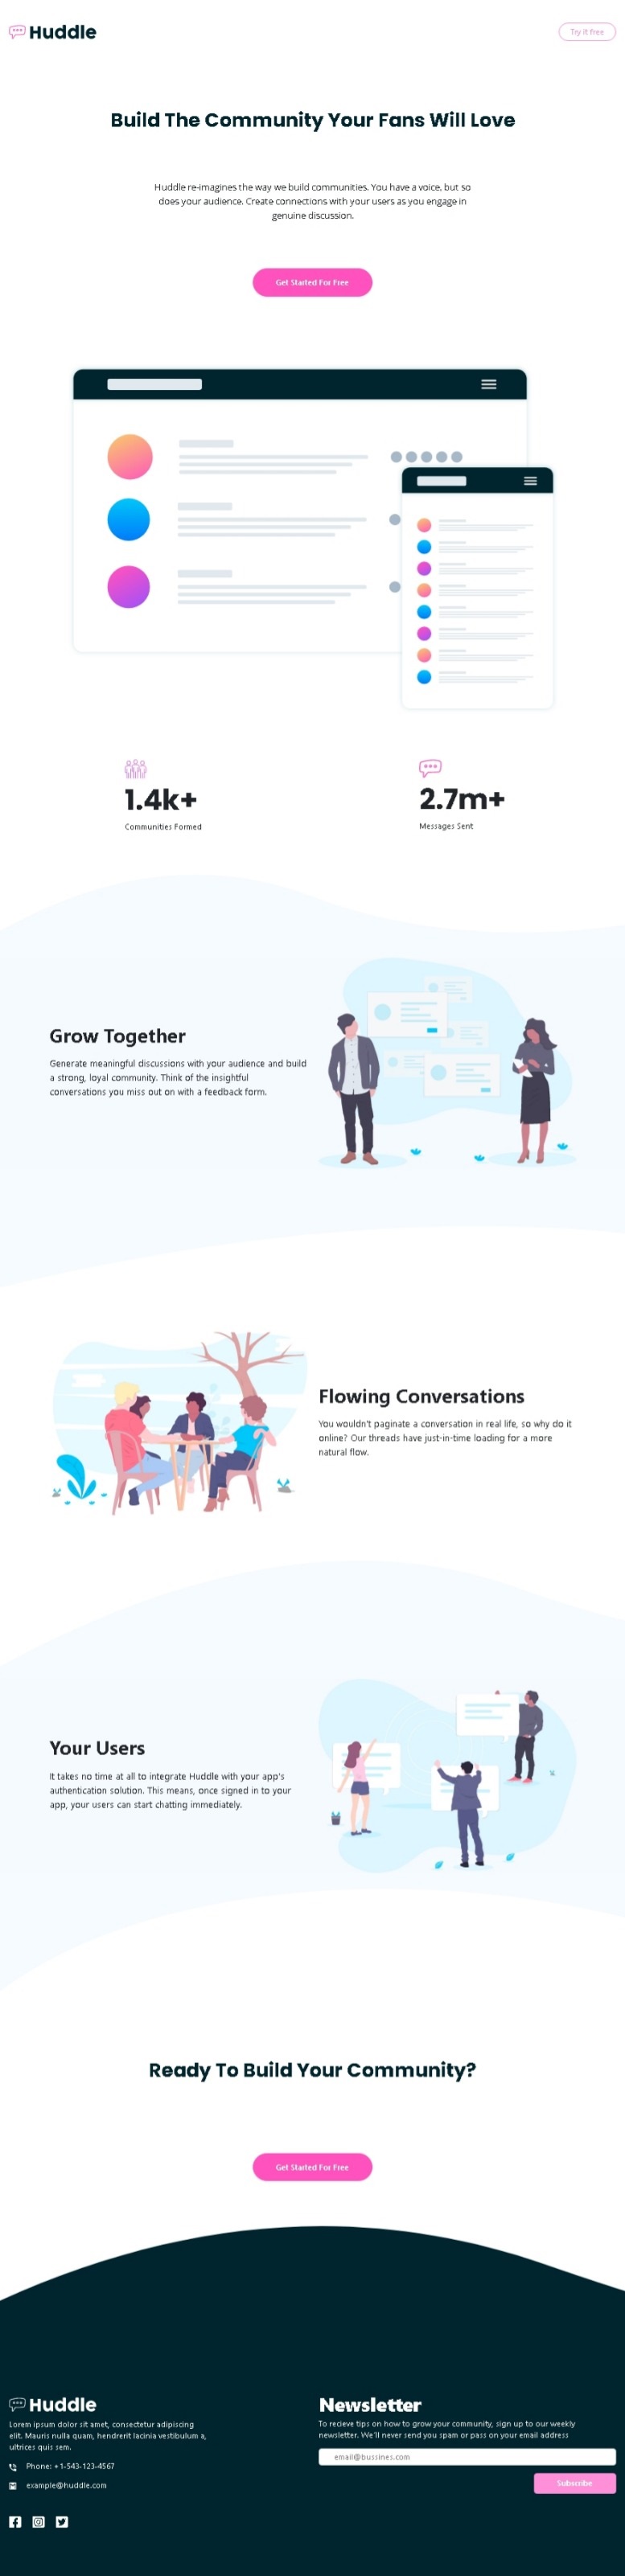 Huddle
Try it free
Build The Community Your Fans Will Love
Huddle re-imagines the way we build communities. You have a voice, but so
does your audience. Create connections with your users as you engage in
genuine discussion.
Get Started For Free
1.4k+
Communities Formed
2.7m+
Messages Sent
Grow Together
Generate meaningful discussions with your audience and build
a strong, loyal community. Think of the insightful
conversations you miss out on with a feedback form.
Flowing Conversations
You wouldn't paginate a conversation in real life, so why do it
online? Our threads have just-in-time loading for a more
natural flow.
Your Users
It takes no time at all to integrate Huddle with your app's
authentication solution. This means, once signed in to your
app, your users can start chatting immediately.
Ready To Build Your Community?
Get Started For Free
Huddle
Lorem ipsum dolor sit amet, consectetur adipiscing
elit. Mauris nulla quam, hendrerit lacinia vestibulum a,
ultrices quis sem.
Phone: +1-543-123-4567
example@huddle.com
Newsletter
To recieve tips on how to grow your community, sign up to our weekly
newsletter. We'll never send you spam or pass on your email address
email@bussines.com
Subscribe